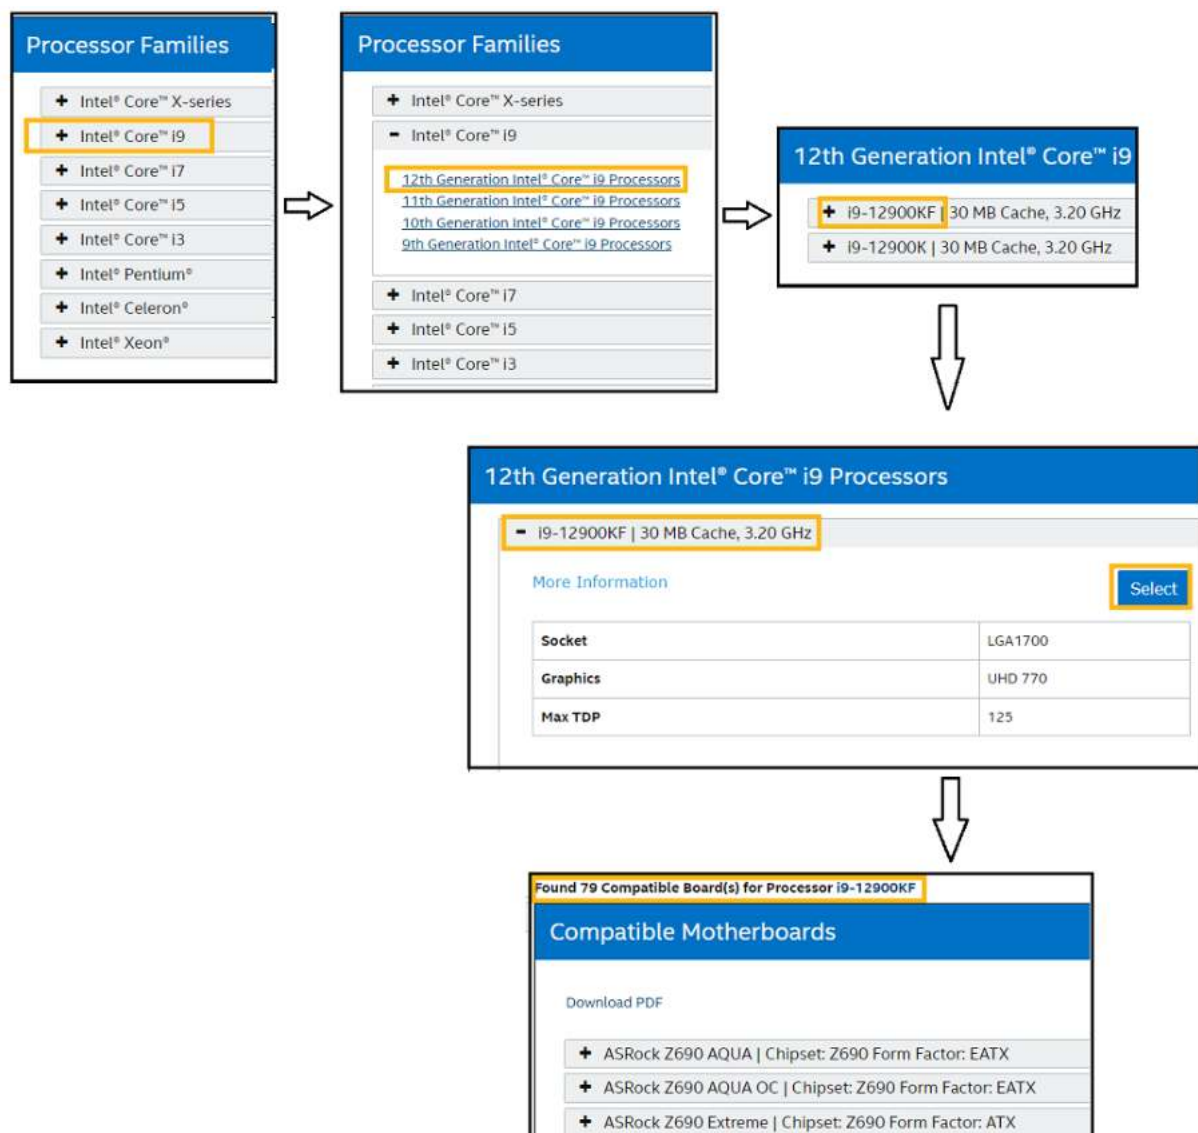 Processor Families
+ Intel® Core™ X-series
+ Intel® Core™ i9
+ Intel® Core™ i7
+ Intel® Core™ i5
+ Intel® Core™ i3
+ Intel® Pentium®
+ Intel® Celeron®
+ Intel® Xeon®
Processor Families
+ Intel® Core™ X-series
- Intel® Core™ i9
12th Generation Intel® Core™ i9 Processors
11th Generation Intel® Core™ i9 Processors
10th Generation Intel® Core™ i9 Processors
9th Generation Intel® Core™ i9 Processors
+ Intel® Core™ i7
+ Intel® Core™ i5
+ Intel® Core™ i3
12th Generation Intel® Core™ i9
+ i9-12900KF | 30 MB Cache, 3.20 GHz
+ i9-12900K | 30 MB Cache, 3.20 GHz
12th Generation Intel® Core™ i9 Processors
- i9-12900KF | 30 MB Cache, 3.20 GHz
More Information
Select
Socket LGA1700
Graphics UHD 770
Max TDP 125
Found 79 Compatible Board(s) for Processor i9-12900KF
Compatible Motherboards
Download PDF
+ ASRock Z690 AQUA | Chipset: Z690 Form Factor: EATX
+ ASRock Z690 AQUA OC | Chipset: Z690 Form Factor: EATX
+ ASRock Z690 Extreme | Chipset: Z690 Form Factor: ATX